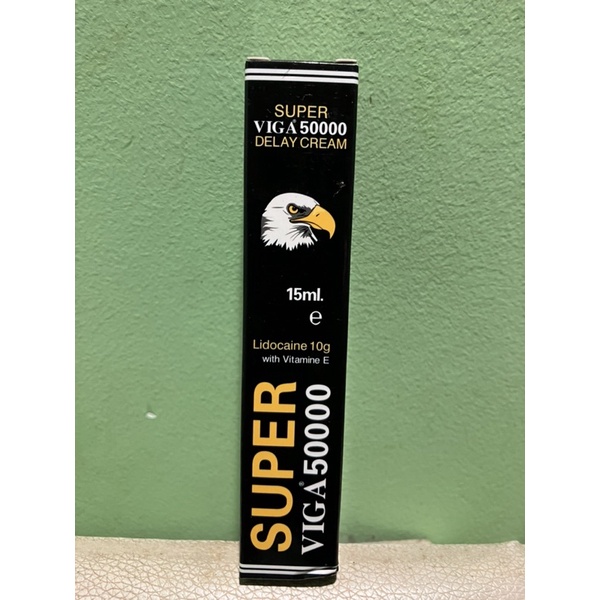 SUPER
VIGA® 50000
DELAY CREAM
15ml.
e
Lidocaine 10g
with Vitamine E
SUPER
VIGA® 50000